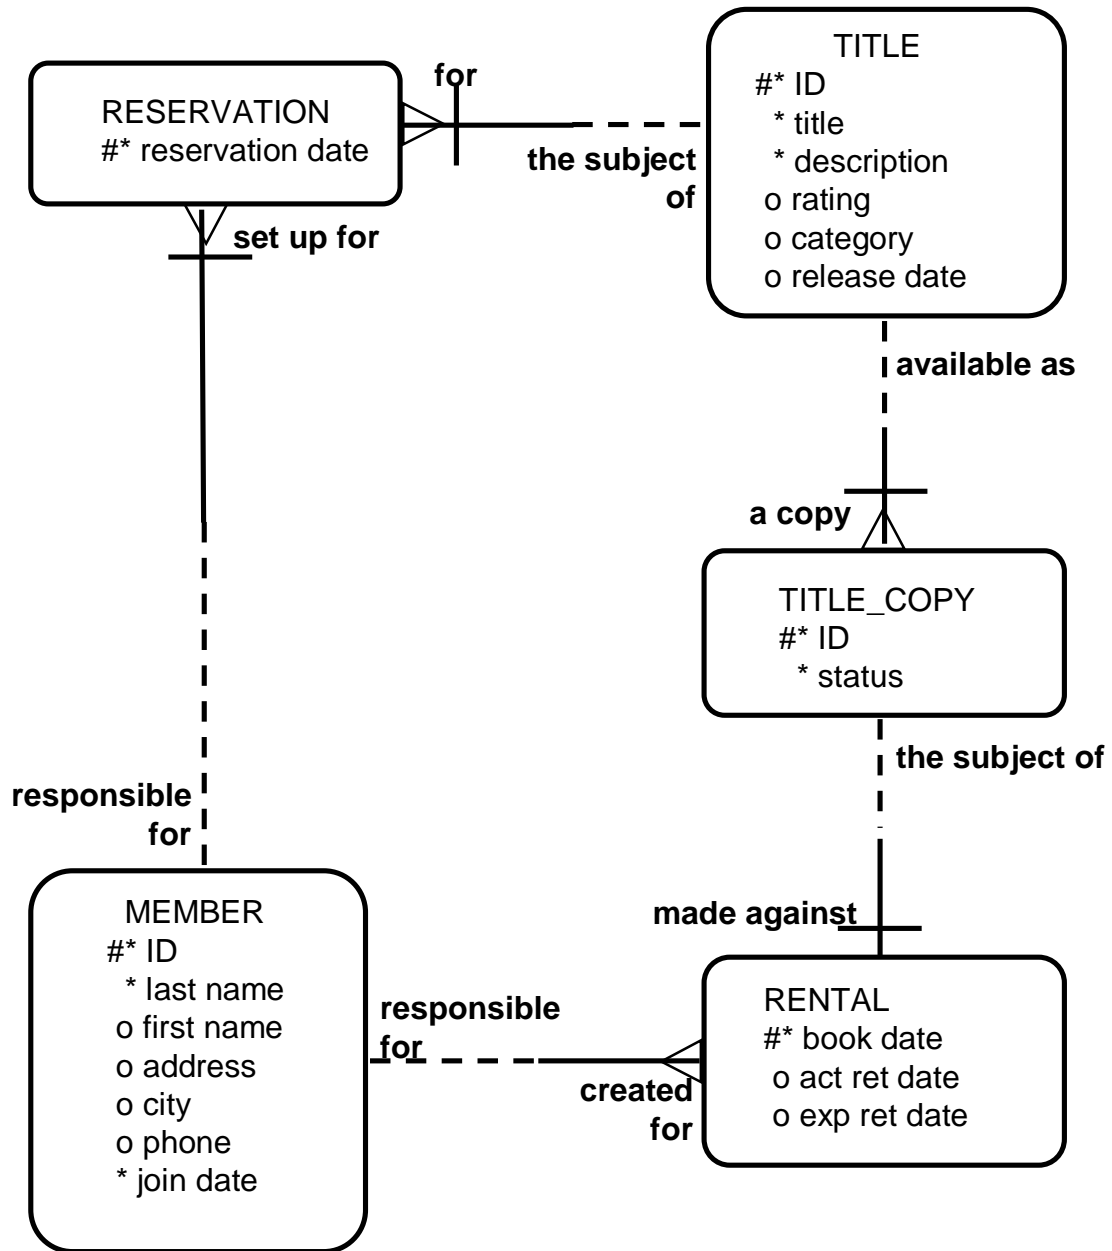 RESERVATION
#* reservation date
for
the subject
of
TITLE
#* ID
* title
* description
o rating
o category
o release date
set up for
available as
a copy
TITLE_COPY
#* ID
* status
the subject of
responsible
for
MEMBER
#* ID
* last name
o first name
o address
o city
o phone
* join date
responsible
for
created
for
made against
RENTAL
#* book date
o act ret date
o exp ret date